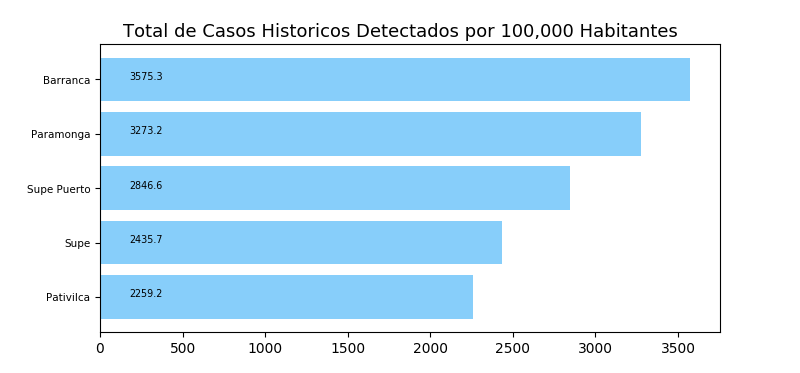 Total de Casos Historicos Detectados por 100,000 Habitantes
Barranca 3575.3
Paramonga 3273.2
Supe Puerto 2846.6
Supe 2435.7
Pativilca 2259.2
0 500 1000 1500 2000 2500 3000 3500